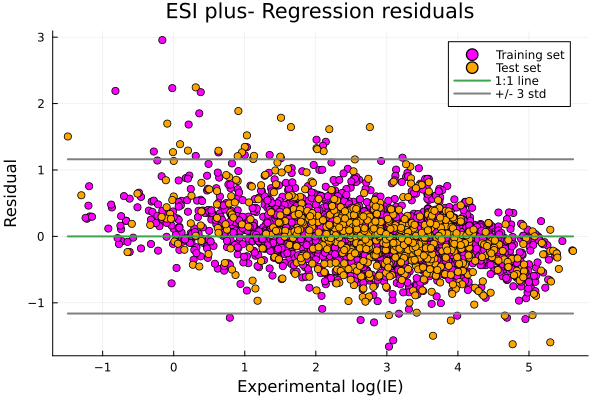 ESI plus- Regression residuals
Training set
Test set
1:1 line
+/- 3 std
Residual
3
2
1
0
−1
−1 0 1 2 3 4 5
Experimental log(IE)